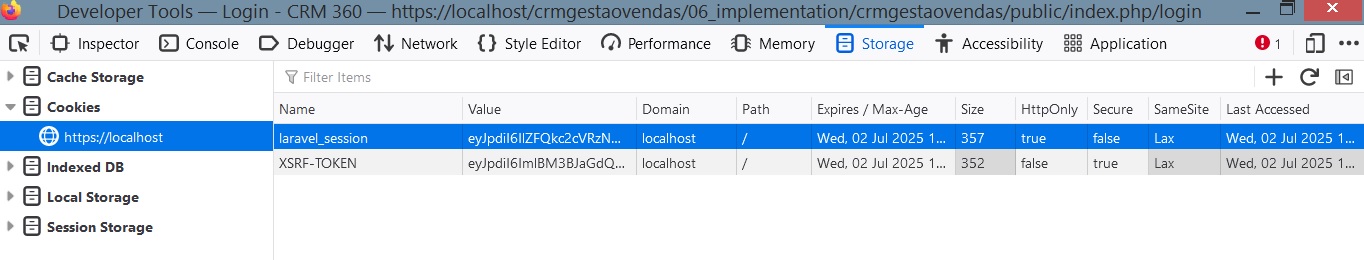 Developer Tools — Login - CRM 360 — https://localhost/crmgestaovendas/06_implementation/crmgestaovendas/public/index.php/login
Inspector Console Debugger Network Style Editor Performance Memory Storage Accessibility Application 1
Cache Storage
Cookies
https://localhost
Indexed DB
Local Storage
Session Storage
Filter Items
Name Value Domain Path Expires / Max-Age Size HttpOnly Secure SameSite Last Accessed
laravel_session eyJpdiI6IlZFQkc2cVRzN... localhost / Wed, 02 Jul 2025 1... 357 true false Lax Wed, 02 Jul 2025 1...
XSRF-TOKEN eyJpdiI6ImlBM3BJaGdQ... localhost / Wed, 02 Jul 2025 1... 352 false true Lax Wed, 02 Jul 2025 1...